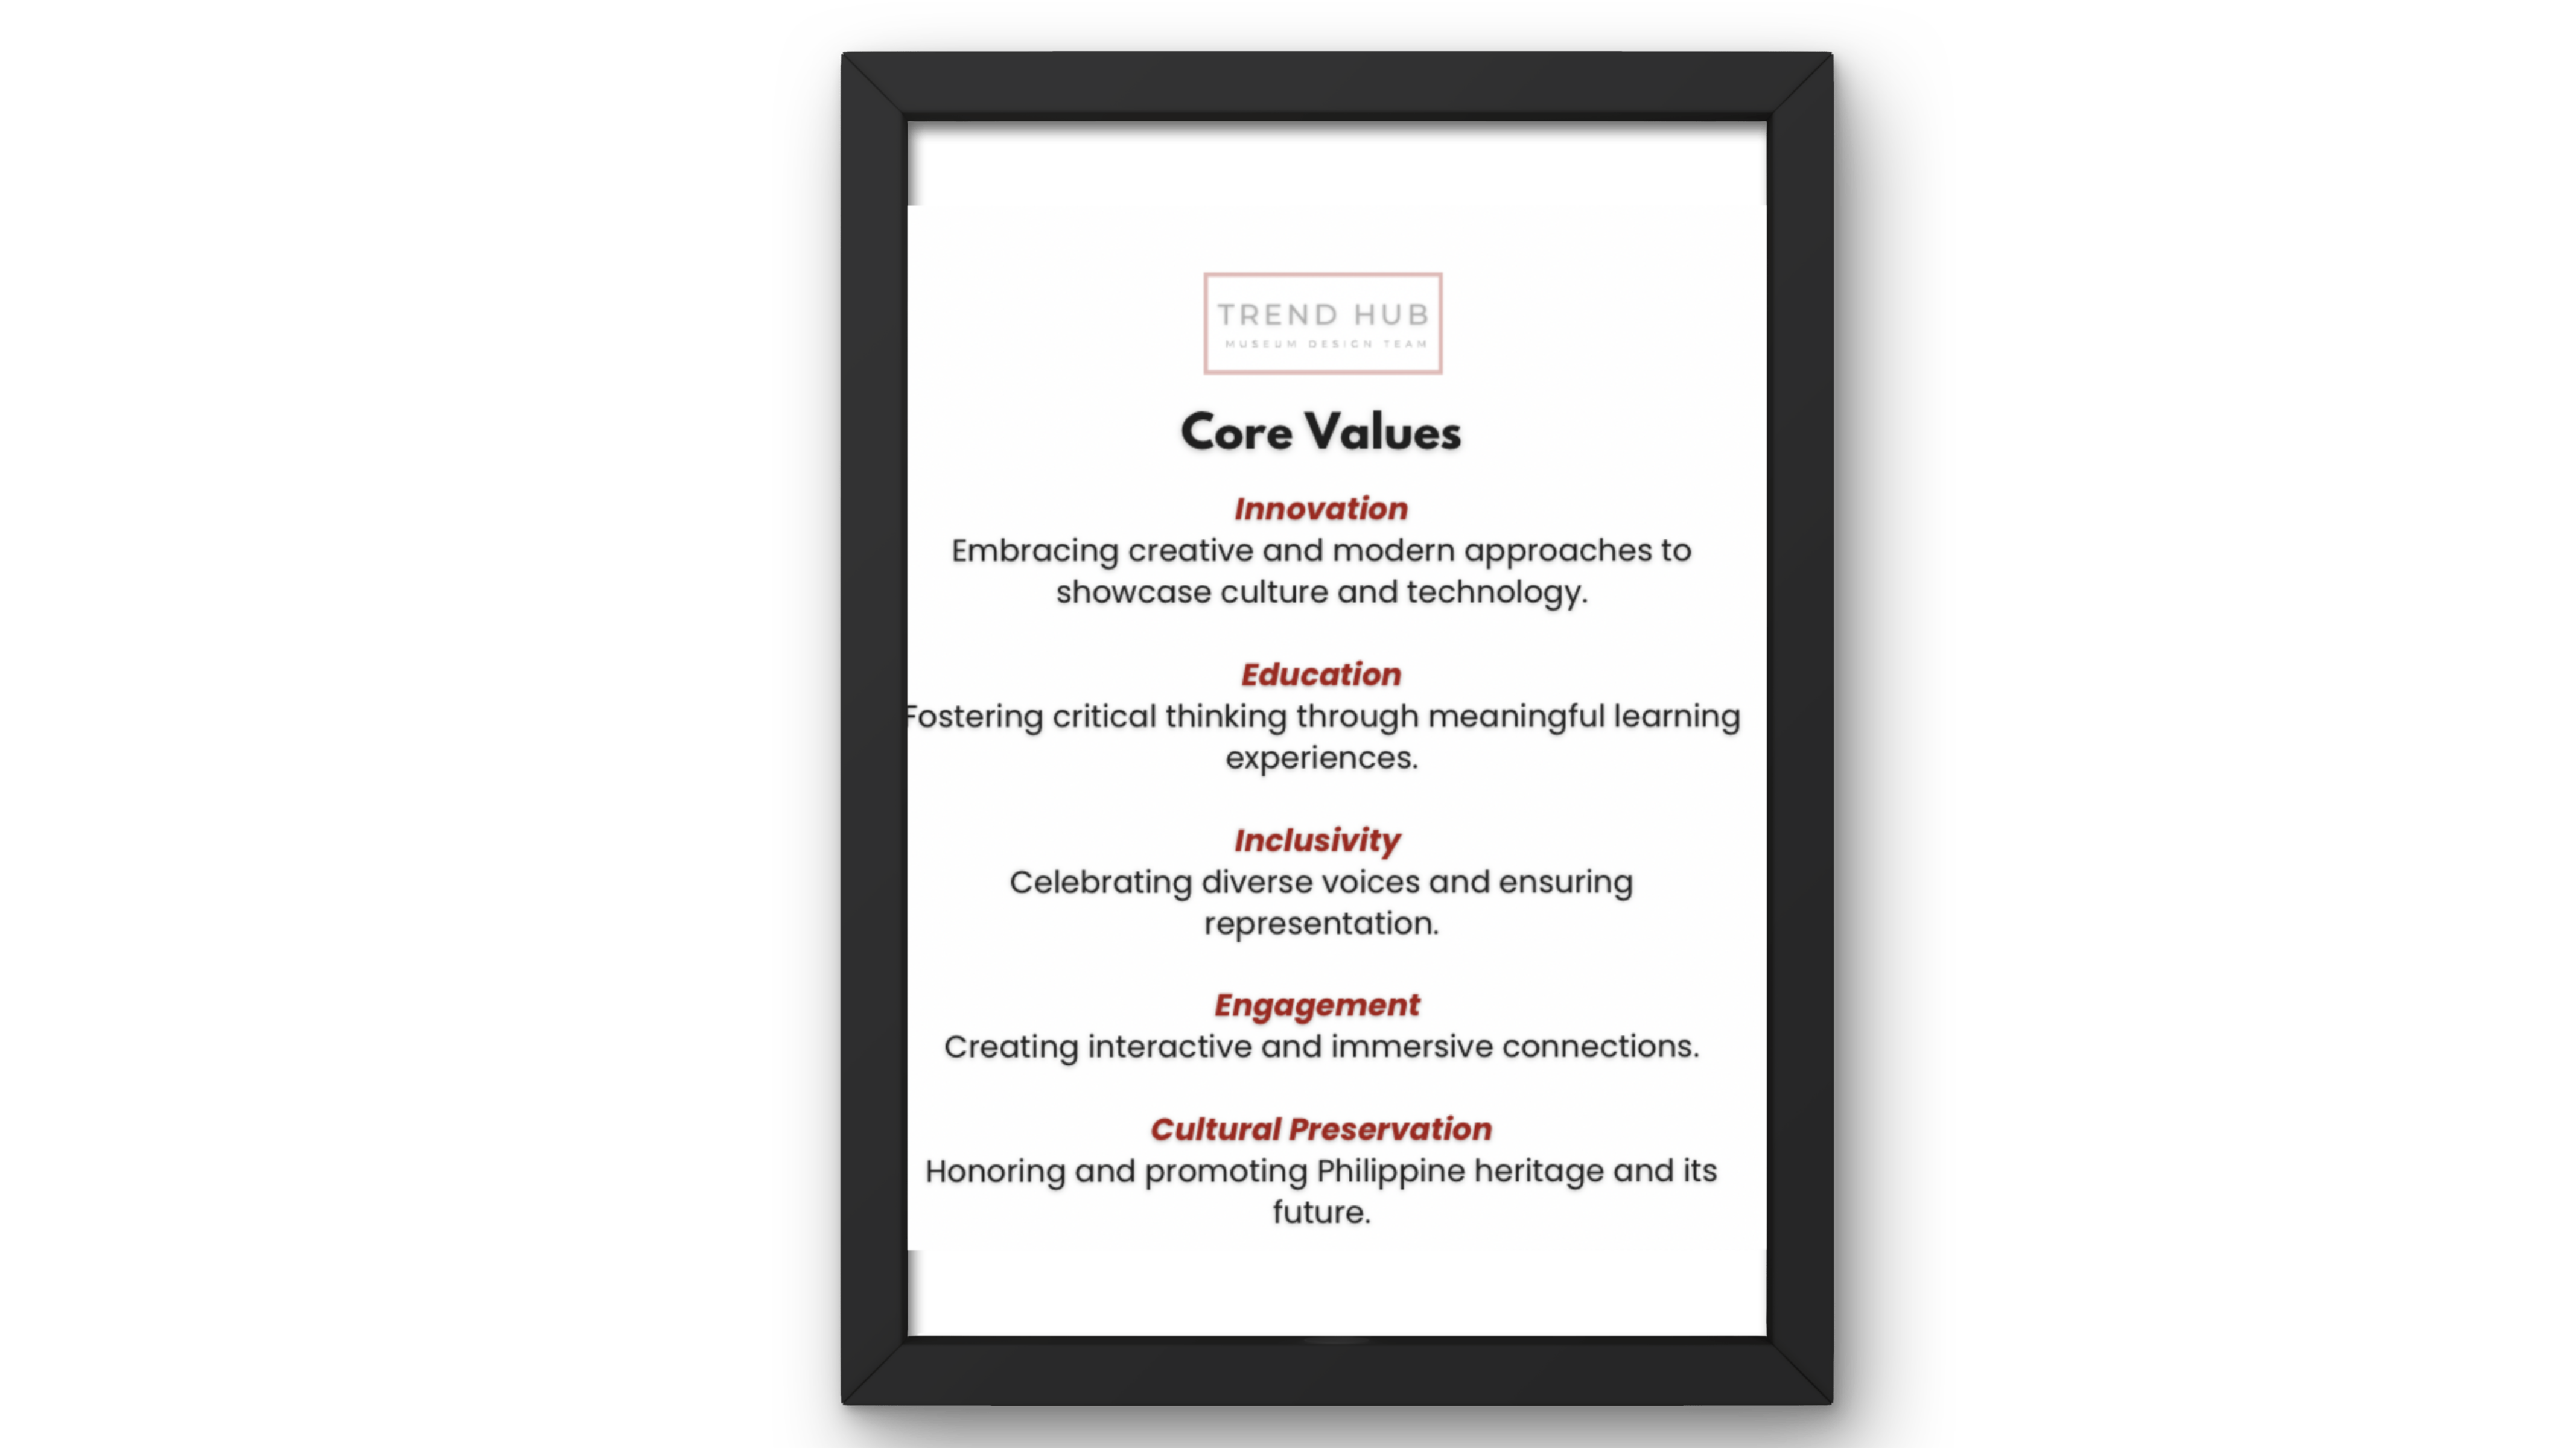 TREND HUB
MUSEUM DESIGN TEAM
Core Values
Innovation
Embracing creative and modern approaches to
showcase culture and technology.
Education
Fostering critical thinking through meaningful learning
experiences.
Inclusivity
Celebrating diverse voices and ensuring
representation.
Engagement
Creating interactive and immersive connections.
Cultural Preservation
Honoring and promoting Philippine heritage and its
future.